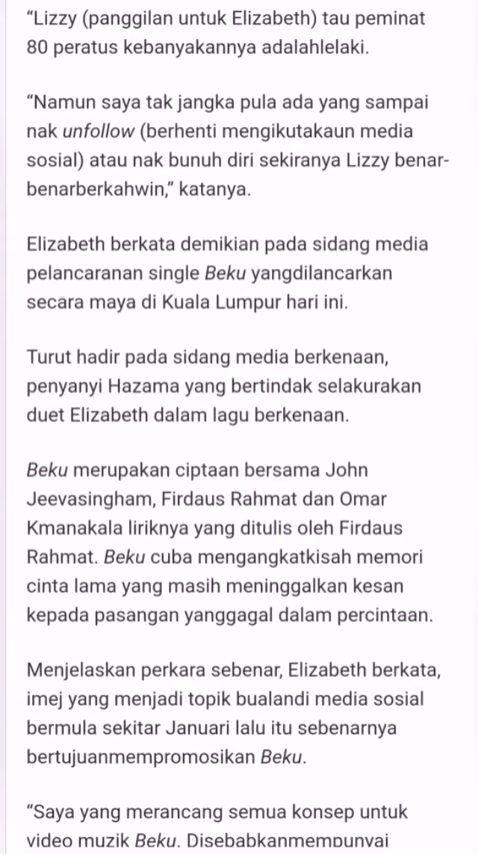 “Lizzy (panggilan untuk Elizabeth) tau peminat
80 peratus kebanyakannya adalahlelaki.
“Namun saya tak jangka pula ada yang sampai
nak unfollow (berhenti mengikutakaun media
sosial) atau nak bunuh diri sekiranya Lizzy benar-
benarberkahwin,” katanya.
Elizabeth berkata demikian pada sidang media
pelancaranan single Beku yangdilancarkan
secara maya di Kuala Lumpur hari ini.
Turut hadir pada sidang media berkenaan,
penyanyi Hazama yang bertindak selakurakan
duet Elizabeth dalam lagu berkenaan.
Beku merupakan ciptaan bersama John
Jeevasingham, Firdaus Rahmat dan Omar
Kmanakala liriknya yang ditulis oleh Firdaus
Rahmat. Beku cuba mengangkatkisah memori
cinta lama yang masih meninggalkan kesan
kepada pasangan yanggagal dalam percintaan.
Menjelaskan perkara sebenar, Elizabeth berkata,
imej yang menjadi topik bualandi media sosial
bermula sekitar Januari lalu itu sebenarnya
bertujuanmempromosikan Beku.
“Saya yang merancang semua konsep untuk
video muzik Beku. Disebabkanmempunyai